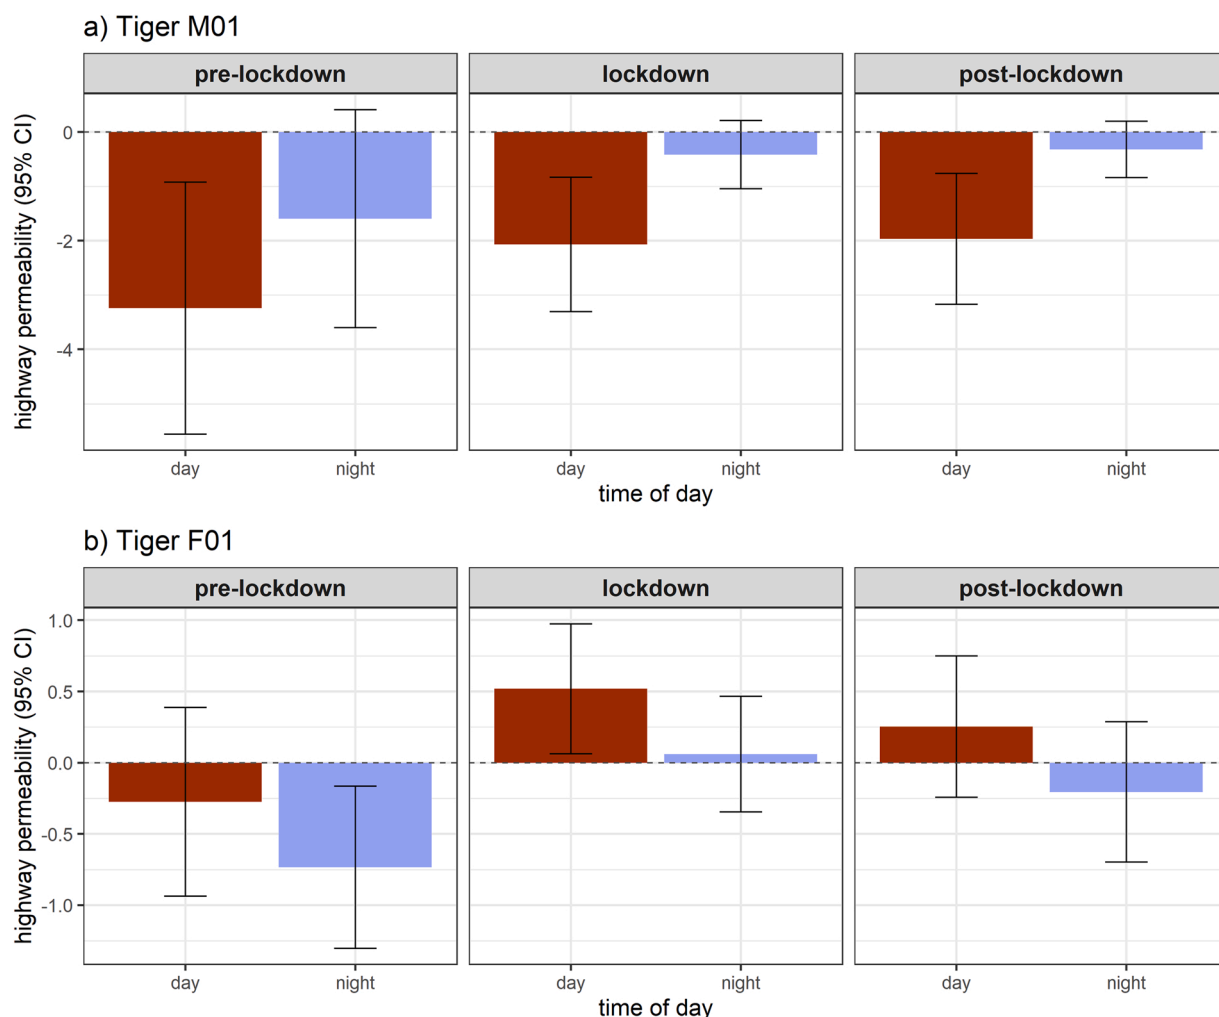 a) Tiger M01
pre-lockdown lockdown post-lockdown
highway permeability (95% CI)
0
-2
-4
day night day night day night
time of day
b) Tiger F01
pre-lockdown lockdown post-lockdown
highway permeability (95% CI)
1.0
0.5
0.0
-0.5
-1.0
day night day night day night
time of day